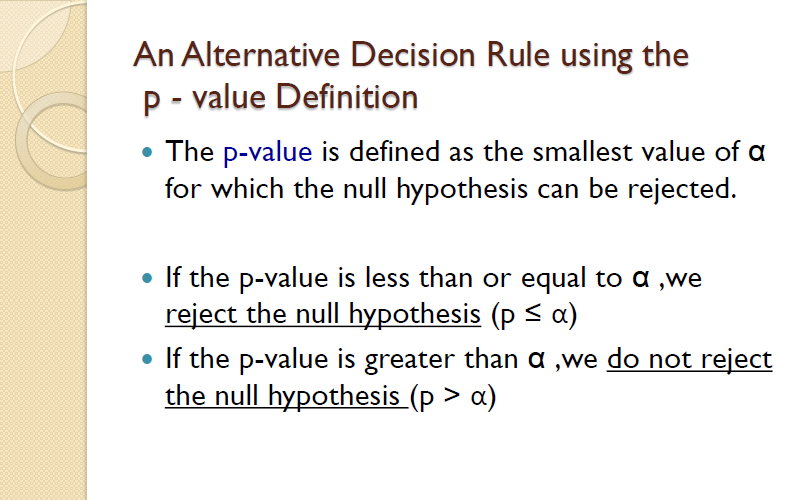 An Alternative Decision Rule using the
p - value Definition
• The p-value is defined as the smallest value of α
for which the null hypothesis can be rejected.
• If the p-value is less than or equal to α ,we
reject the null hypothesis (p ≤ α)
• If the p-value is greater than α ,we do not reject
the null hypothesis (p > α)